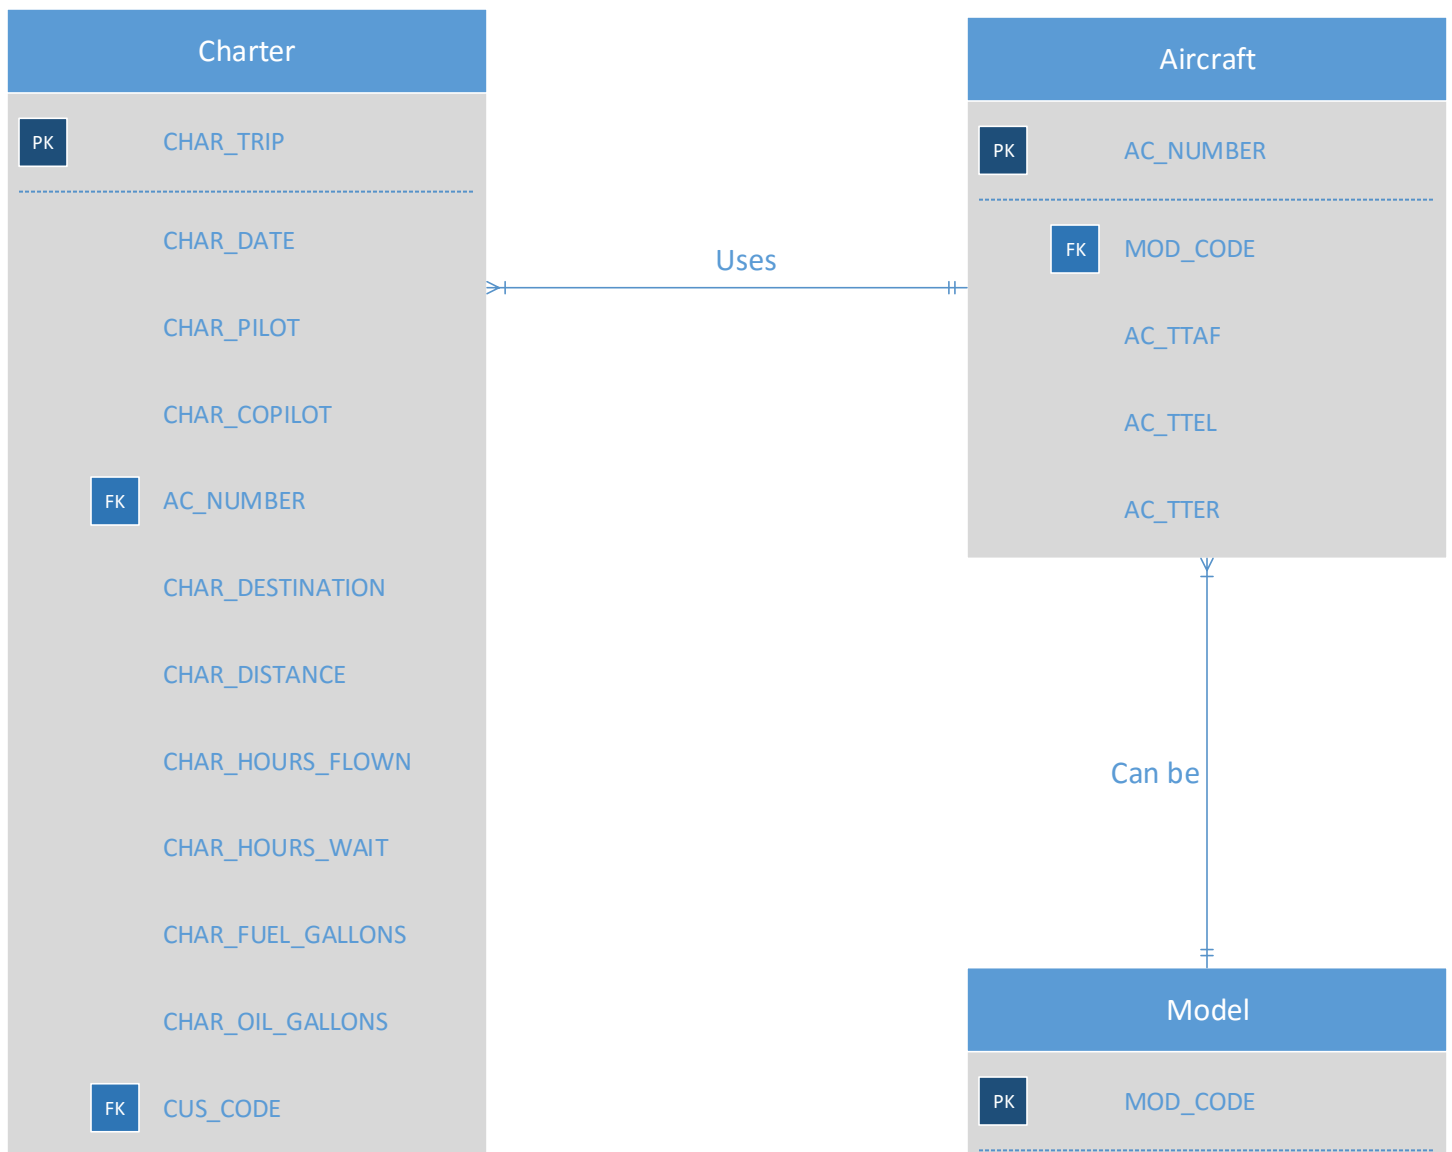 Charter
PK CHAR_TRIP
CHAR_DATE
CHAR_PILOT
CHAR_COPILOT
FK AC_NUMBER
CHAR_DESTINATION
CHAR_DISTANCE
CHAR_HOURS_FLOWN
CHAR_HOURS_WAIT
CHAR_FUEL_GALLONS
CHAR_OIL_GALLONS
FK CUS_CODE
Uses
Aircraft
PK AC_NUMBER
FK MOD_CODE
AC_TTAF
AC_TTEL
AC_TTER
Can be
Model
PK MOD_CODE